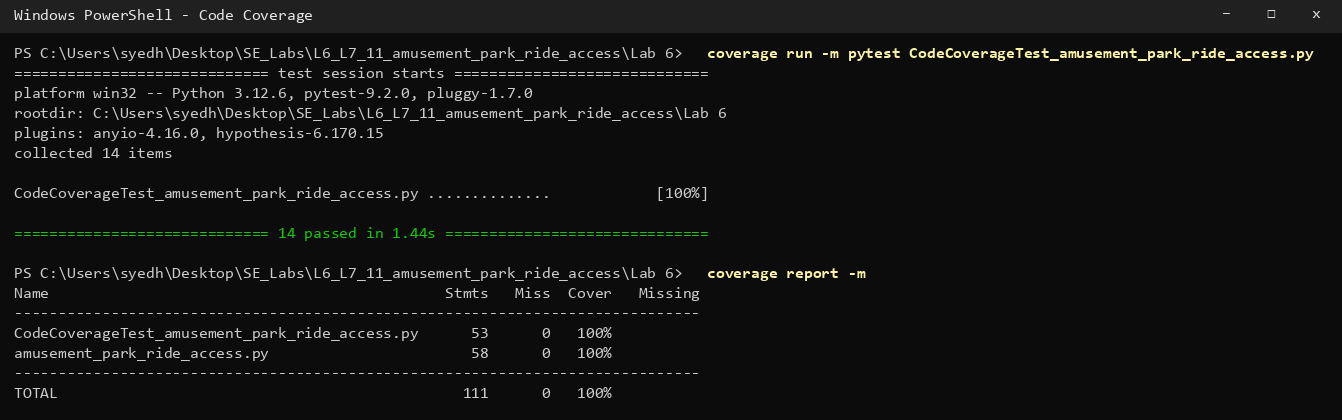 Windows PowerShell - Code Coverage
PS C:\Users\syedh\Desktop\SE_Labs\L6_L7_11_amusement_park_ride_access\Lab 6> coverage run -m pytest CodeCoverageTest_amusement_park_ride_access.py
============================= test session starts =============================
platform win32 -- Python 3.12.6, pytest-9.2.0, pluggy-1.7.0
rootdir: C:\Users\syedh\Desktop\SE_Labs\L6_L7_11_amusement_park_ride_access\Lab 6
plugins: anyio-4.16.0, hypothesis-6.170.15
collected 14 items
CodeCoverageTest_amusement_park_ride_access.py .............. [100%]
============================= 14 passed in 1.44s ==============================
PS C:\Users\syedh\Desktop\SE_Labs\L6_L7_11_amusement_park_ride_access\Lab 6> coverage report -m
Name Stmts Miss Cover Missing
------------------------------------------------------------------------------
CodeCoverageTest_amusement_park_ride_access.py 53 0 100%
amusement_park_ride_access.py 58 0 100%
------------------------------------------------------------------------------
TOTAL 111 0 100%